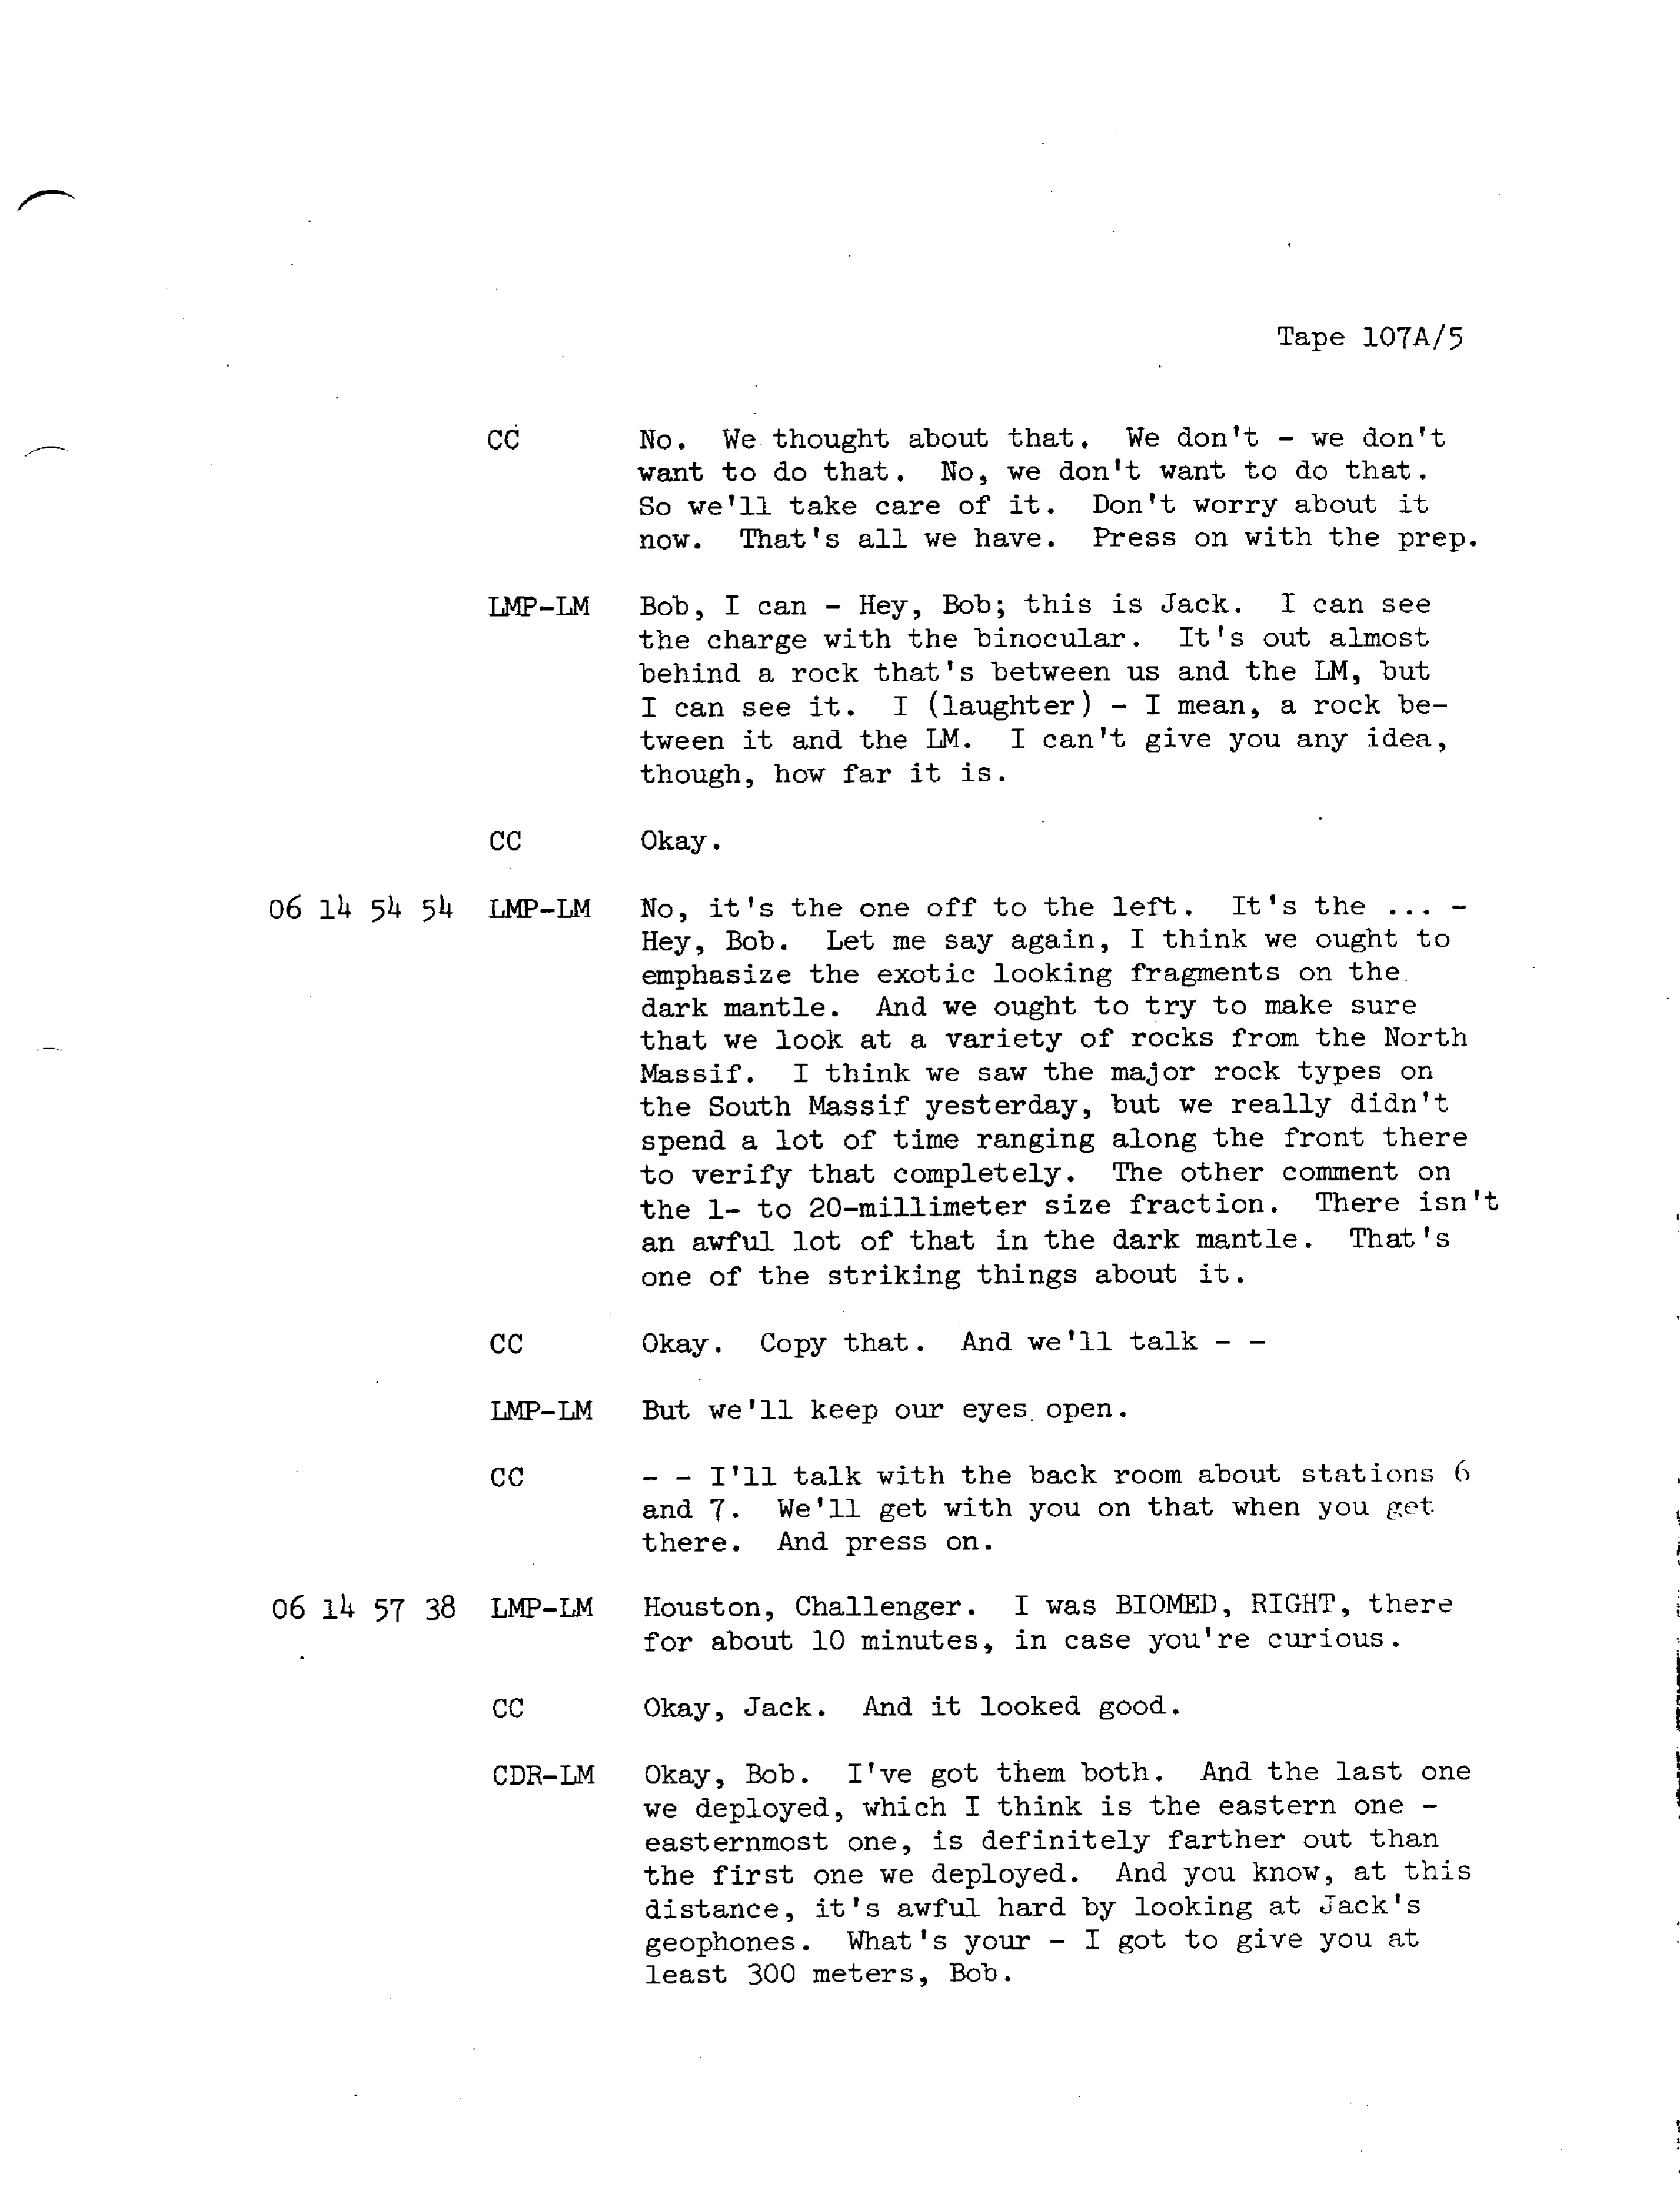 Tape 107A/5
CC No. We thought about that. We don't - we don't
want to do that. No, we don't want to do that.
So we'll take care of it. Don't worry about it
now. That's all we have. Press on with the prep.
LMP-LM Bob, I can - Hey, Bob; this is Jack. I can see
the charge with the binocular. It's out almost
behind a rock that's between us and the LM, but
I can see it. I (laughter) - I mean, a rock be-
tween it and the LM. I can't give you any idea,
though, how far it is.
CC Okay.
06 14 54 54 LMP-LM No, it's the one off to the left. It's the ... -
Hey, Bob. Let me say again, I think we ought to
emphasize the exotic looking fragments on the
dark mantle. And we ought to try to make sure
that we look at a variety of rocks from the North
Massif. I think we saw the major rock types on
the South Massif yesterday, but we really didn't
spend a lot of time ranging along the front there
to verify that completely. The other comment on
the 1- to 20-millimeter size fraction. There isn't
an awful lot of that in the dark mantle. That's
one of the striking things about it.
CC Okay. Copy that. And we'll talk - -
LMP-LM But we'll keep our eyes open.
CC - - I'll talk with the back room about stations 6
and 7. We'll get with you on that when you get
there. And press on.
06 14 57 38 LMP-LM Houston, Challenger. I was BIOMED, RIGHT, there
for about 10 minutes, in case you're curious.
CC Okay, Jack. And it looked good.
CDR-LM Okay, Bob. I've got them both. And the last one
we deployed, which I think is the eastern one -
easternmost one, is definitely farther out than
the first one we deployed. And you know, at this
distance, it's awful hard by looking at Jack's
geophones. What's your - I got to give you at
least 300 meters, Bob.